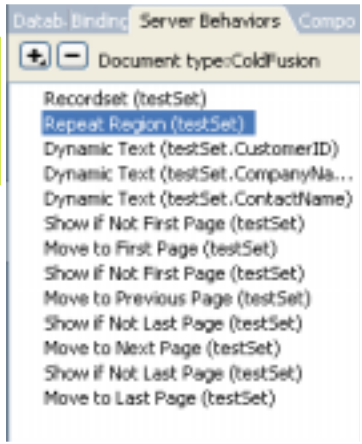 Databa Binding Server Behaviors Compo
Document type:ColdFusion
Recordset (testSet)
Repeat Region (testSet)
Dynamic Text (testSet.CustomerID)
Dynamic Text (testSet.CompanyNa...
Dynamic Text (testSet.ContactName)
Show if Not First Page (testSet)
Move to First Page (testSet)
Show if Not First Page (testSet)
Move to Previous Page (testSet)
Show if Not Last Page (testSet)
Move to Next Page (testSet)
Show if Not Last Page (testSet)
Move to Last Page (testSet)